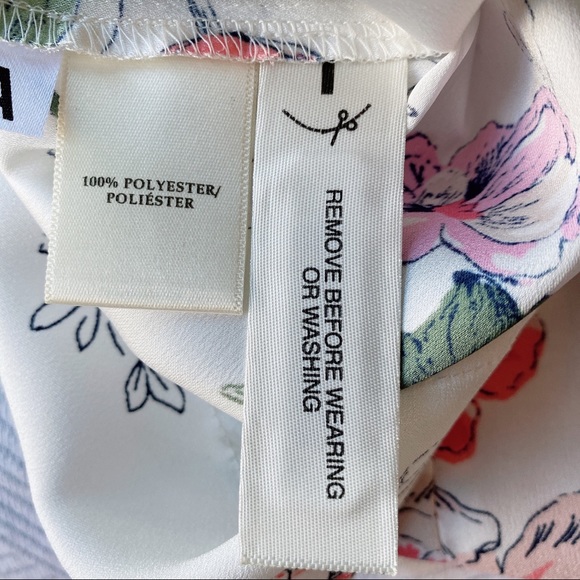 100% POLYESTER/
POLIÉSTER
REMOVE BEFORE WEARING
OR WASHING